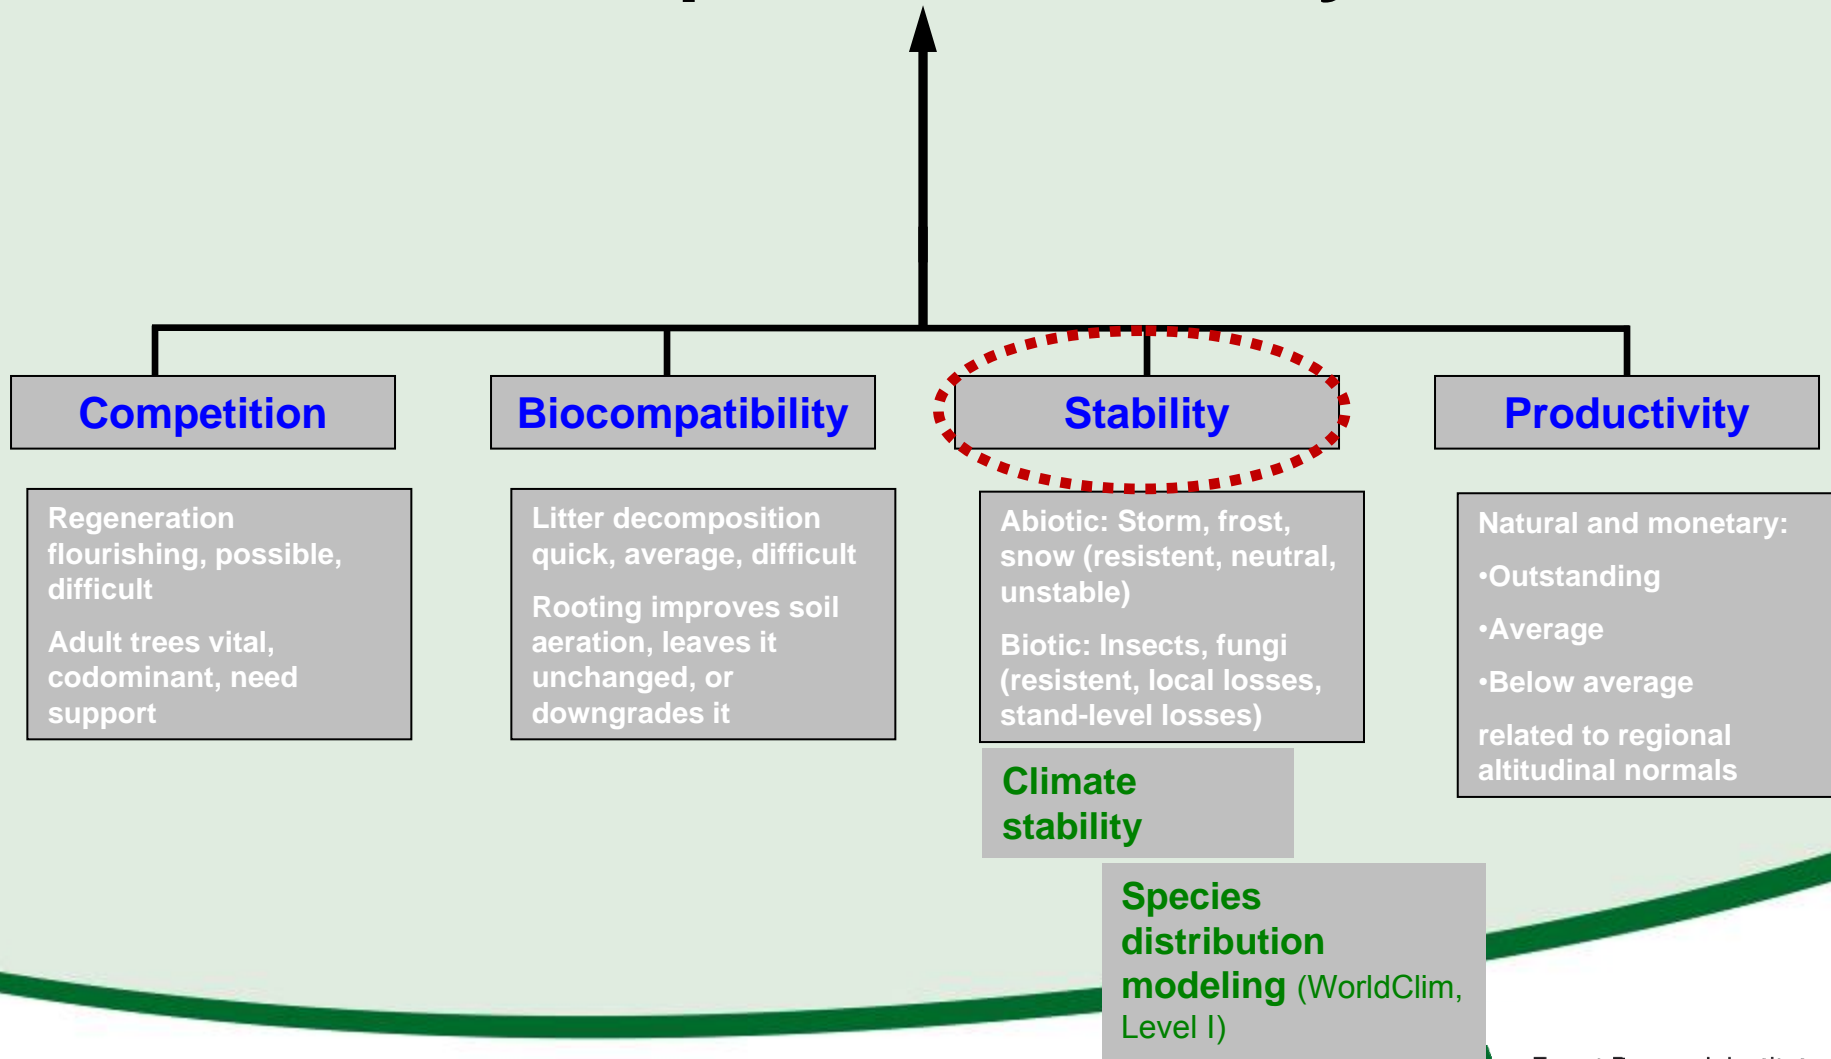 Competition
Biocompatibility
Stability
Productivity
Regeneration
flourishing, possible,
difficult
Adult trees vital,
codominant, need
support
Litter decomposition
quick, average, difficult
Rooting improves soil
aeration, leaves it
unchanged, or
downgrades it
Abiotic: Storm, frost,
snow (resistent, neutral,
unstable)
Biotic: Insects, fungi
(resistent, local losses,
stand-level losses)
Natural and monetary:
•Outstanding
•Average
•Below average
related to regional
altitudinal normals
Climate
stability
Species
distribution
modeling (WorldClim,
Level I)